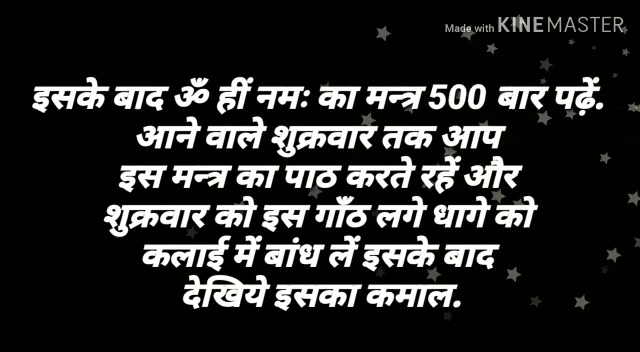 Made with KINEMASTER
इसके बाद ॐ हीं नमः का मन्त्र 500 बार पढ़ें.
आने वाले शुक्रवार तक आप
इस मन्त्र का पाठ करते रहें और
शुक्रवार को इस गाँठ लगे धागे को
कलाई में बांध लें इसके बाद
देखिये इसका कमाल.